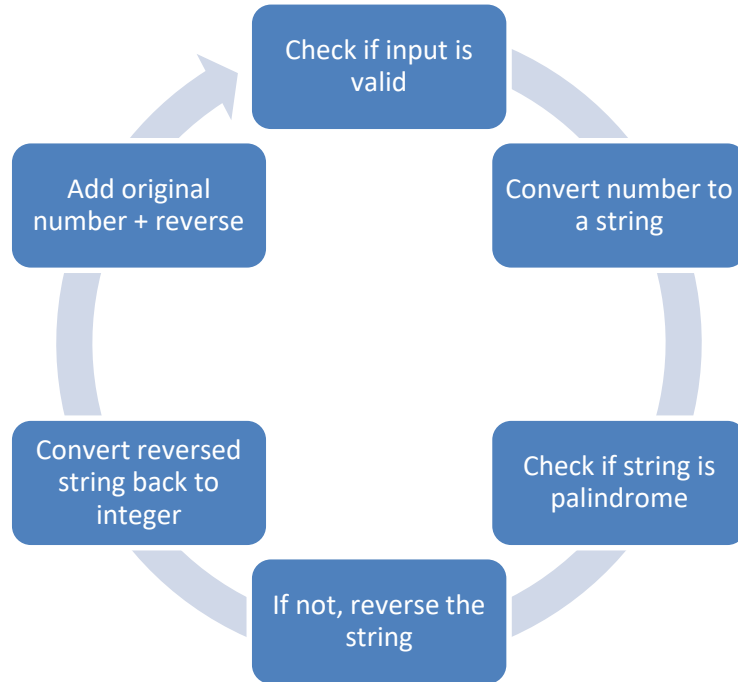 Check if input is
valid
Convert number to
a string
Check if string is
palindrome
If not, reverse the
string
Convert reversed
string back to
integer
Add original
number + reverse